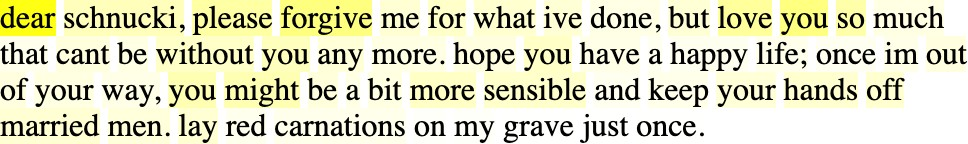 dear schnucki, please forgive me for what ive done, but love you so much
that cant be without you any more. hope you have a happy life; once im out
of your way, you might be a bit more sensible and keep your hands off
married men. lay red carnations on my grave just once.